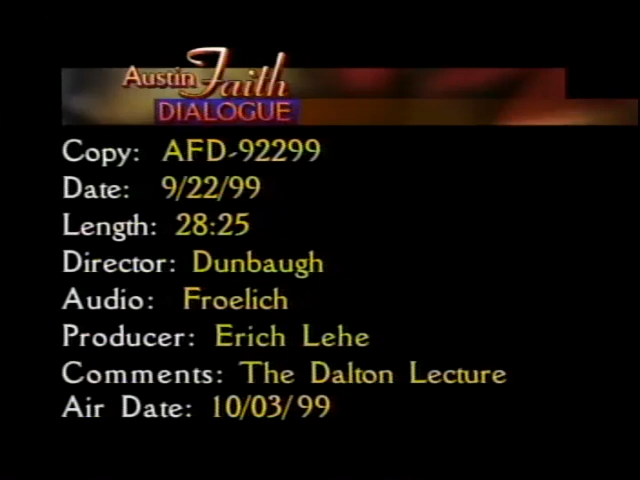 Austin Faith
DIALOGUE
Copy: AFD-92299
Date: 9/22/99
Length: 28:25
Director: Dunbaugh
Audio: Froelich
Producer: Erich Lehe
Comments: The Dalton Lecture
Air Date: 10/03/99